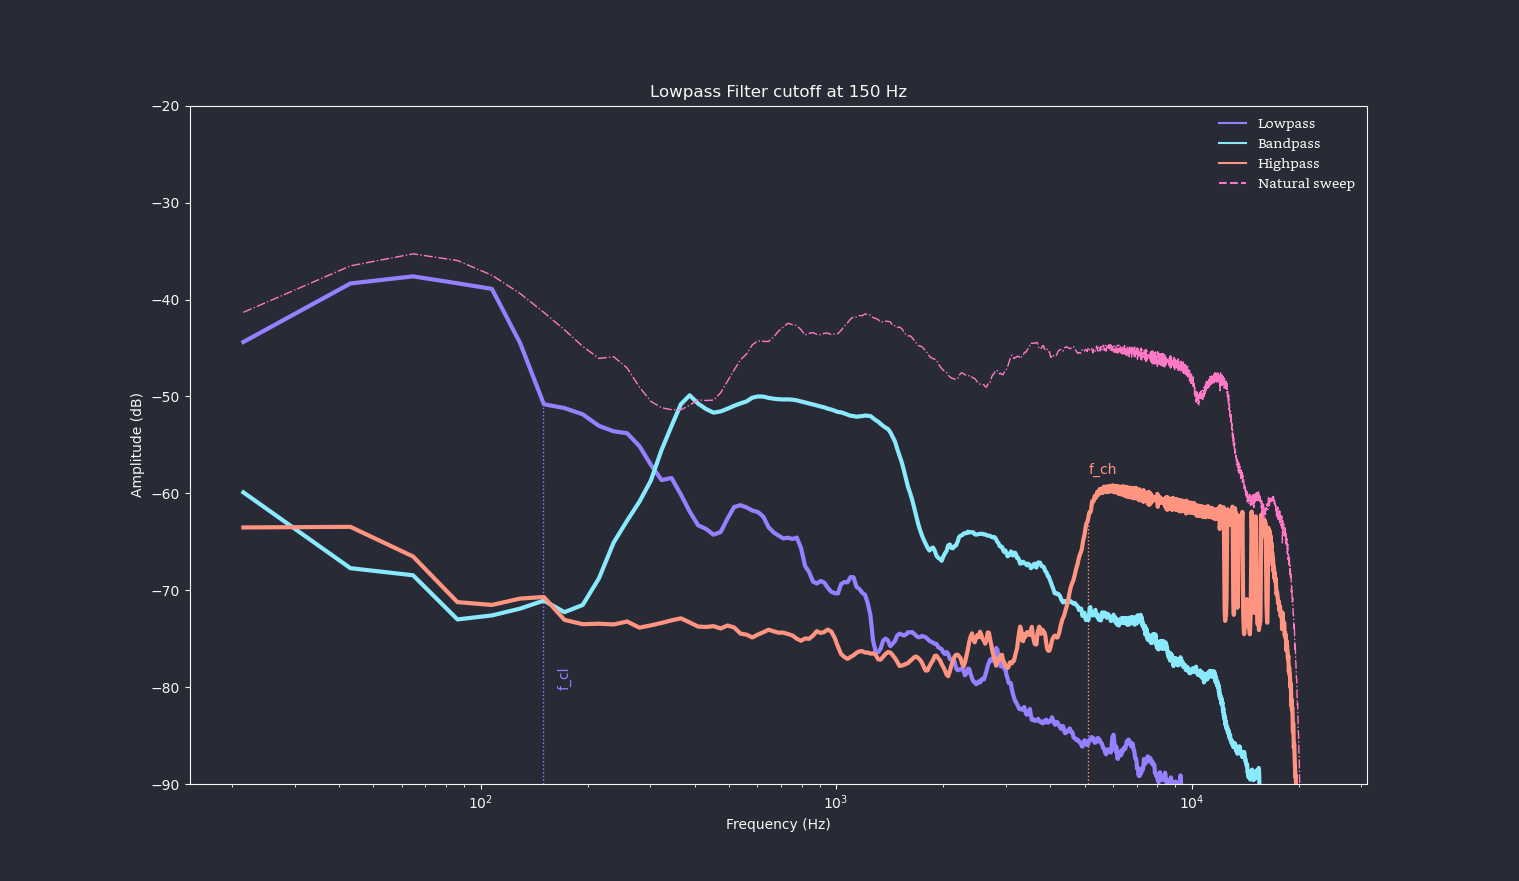 Lowpass Filter cutoff at 150 Hz
−20
−30
−40
−50
−60
−70
−80
−90
Amplitude (dB)
Lowpass
Bandpass
Highpass
Natural sweep
f_ch
f_cl
10²
10³
10⁴
Frequency (Hz)